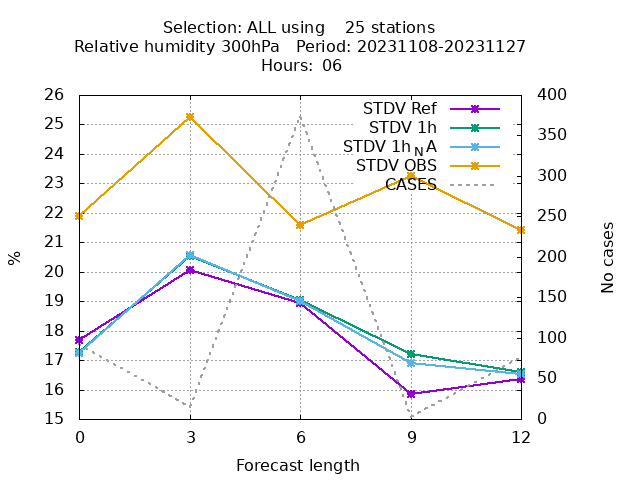 Selection: ALL using    25 stations
Relative humidity 300hPa   Period: 20231108-20231127
Hours: 06
26
25
24
23
22
21
20
19
18
17
16
15
%
400
350
300
250
200
150
100
50
0
No cases
STDV Ref
STDV 1h
STDV 1h_NA
STDV OBS
CASES
0 3 6 9 12
Forecast length